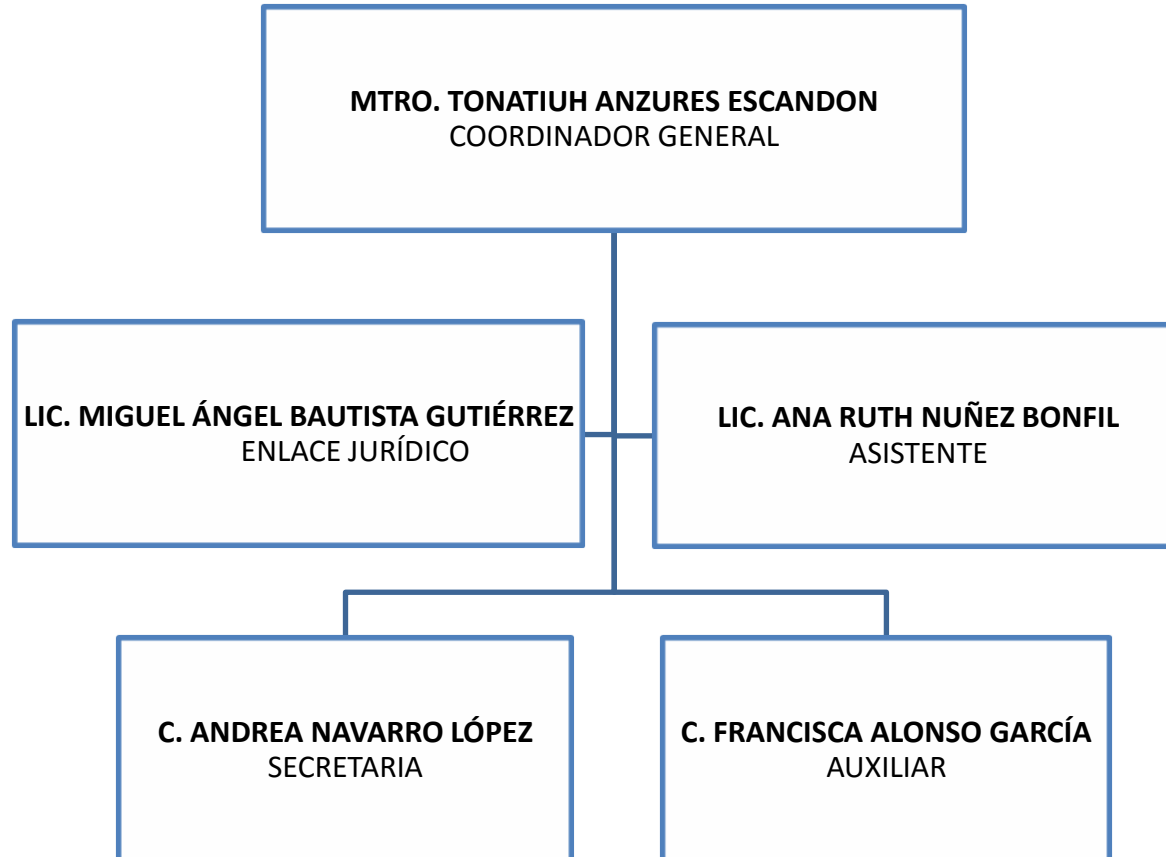 MTRO. TONATIUH ANZURES ESCANDON
COORDINADOR GENERAL
LIC. MIGUEL ÁNGEL BAUTISTA GUTIÉRREZ
ENLACE JURÍDICO
LIC. ANA RUTH NUÑEZ BONFIL
ASISTENTE
C. ANDREA NAVARRO LÓPEZ
SECRETARIA
C. FRANCISCA ALONSO GARCÍA
AUXILIAR